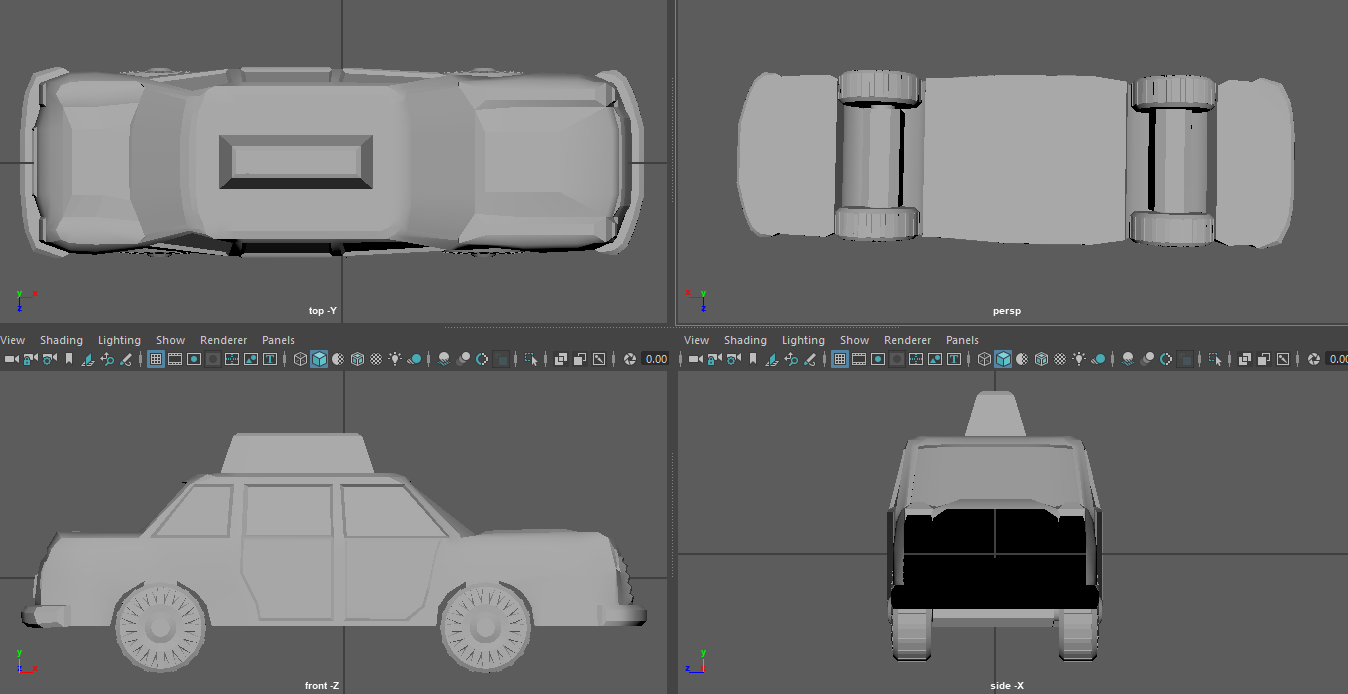 y x
z
top -Y
x y
z
persp
View Shading Lighting Show Renderer Panels
T 0.00
View Shading Lighting Show Renderer Panels
T 0.00
y
z x
front -Z
y
z
side -X